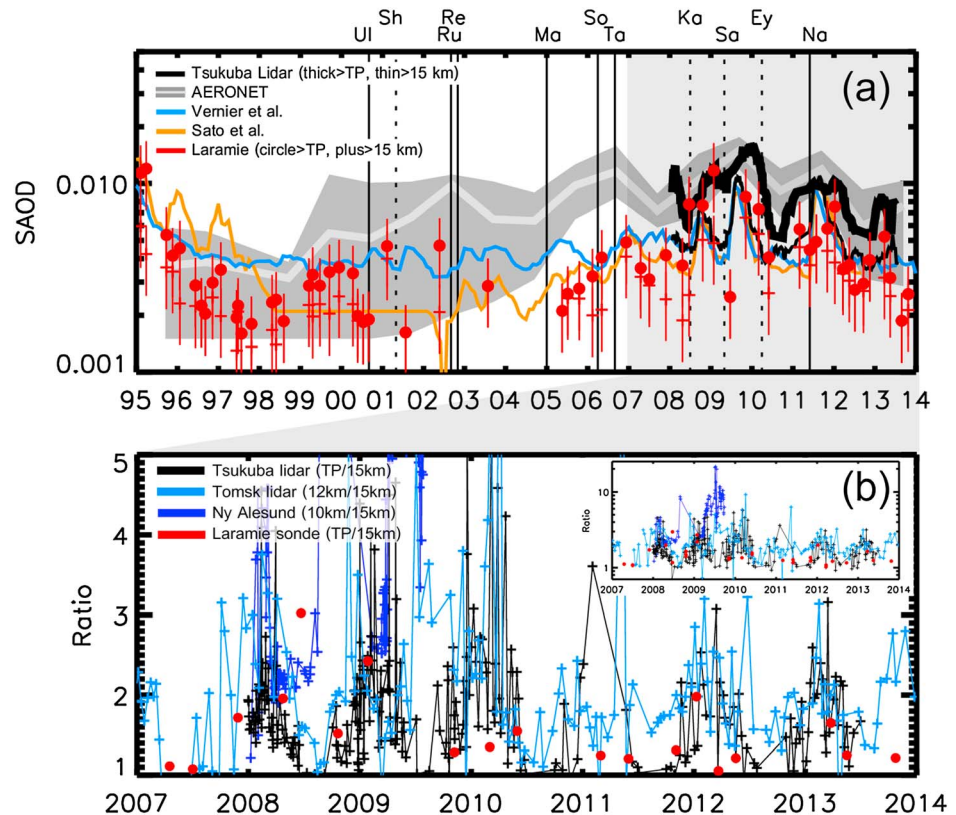 Sh Re Ka Ey
Ul Ru Ma So Ta Sa Na
(a)
Tsukuba Lidar (thick>TP, thin>15 km)
AERONET
Vernier et al.
Sato et al.
Laramie (circle>TP, plus>15 km)
SAOD
0.010
0.001
95 96 97 98 99 00 01 02 03 04 05 06 07 08 09 10 11 12 13 14
(b)
Tsukuba lidar (TP/15km)
Tomsk lidar (12km/15km)
Ny Alesund (10km/15km)
Laramie sonde (TP/15km)
Ratio
5
4
3
2
1
2007 2008 2009 2010 2011 2012 2013 2014
Ratio
10
1
2007 2008 2009 2010 2011 2012 2013 2014